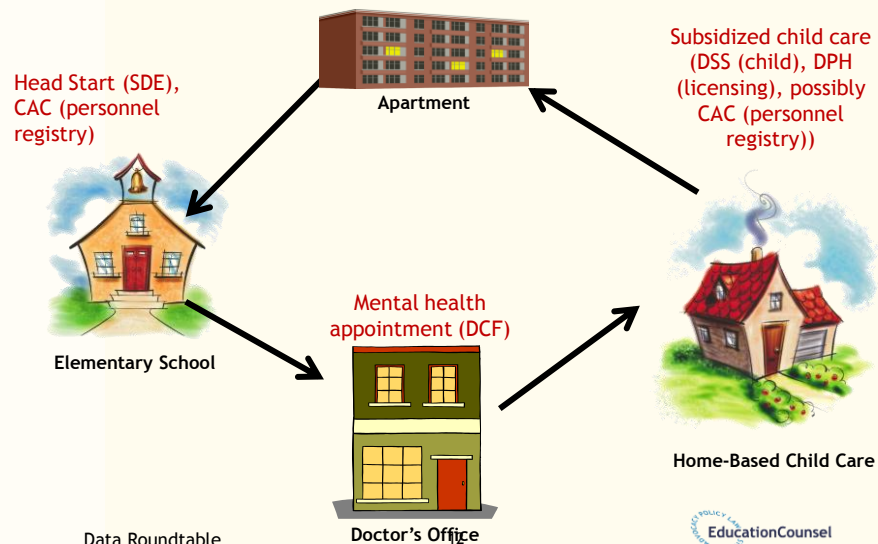 Apartment
Subsidized child care
(DSS (child), DPH
(licensing), possibly
CAC (personnel
registry))
Head Start (SDE),
CAC (personnel
registry)
Elementary School
Mental health
appointment (DCF)
Doctor's Office
Home-Based Child Care
Data Roundtable
EducationCounsel